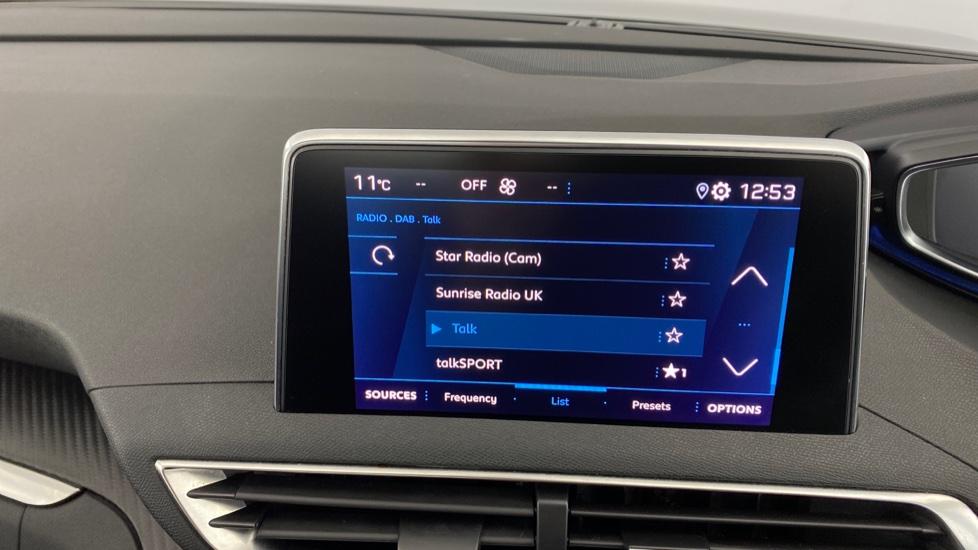 11°C -- OFF -- 12:53
RADIO . DAB . Talk
Star Radio (Cam)
Sunrise Radio UK
Talk
talkSPORT 1
SOURCES Frequency List Presets OPTIONS